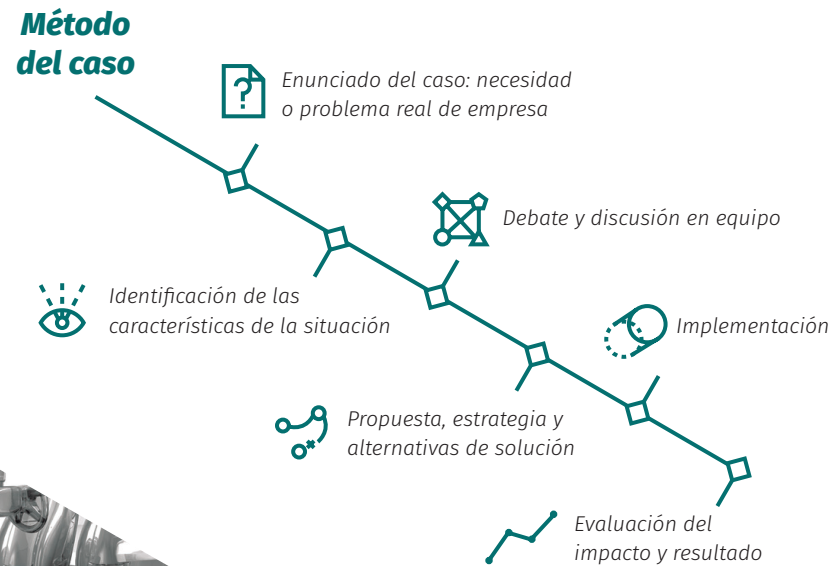 Método
del caso
Enunciado del caso: necesidad
o problema real de empresa
Identificación de las
características de la situación
Debate y discusión en equipo
Propuesta, estrategia y
alternativas de solución
Implementación
Evaluación del
impacto y resultado